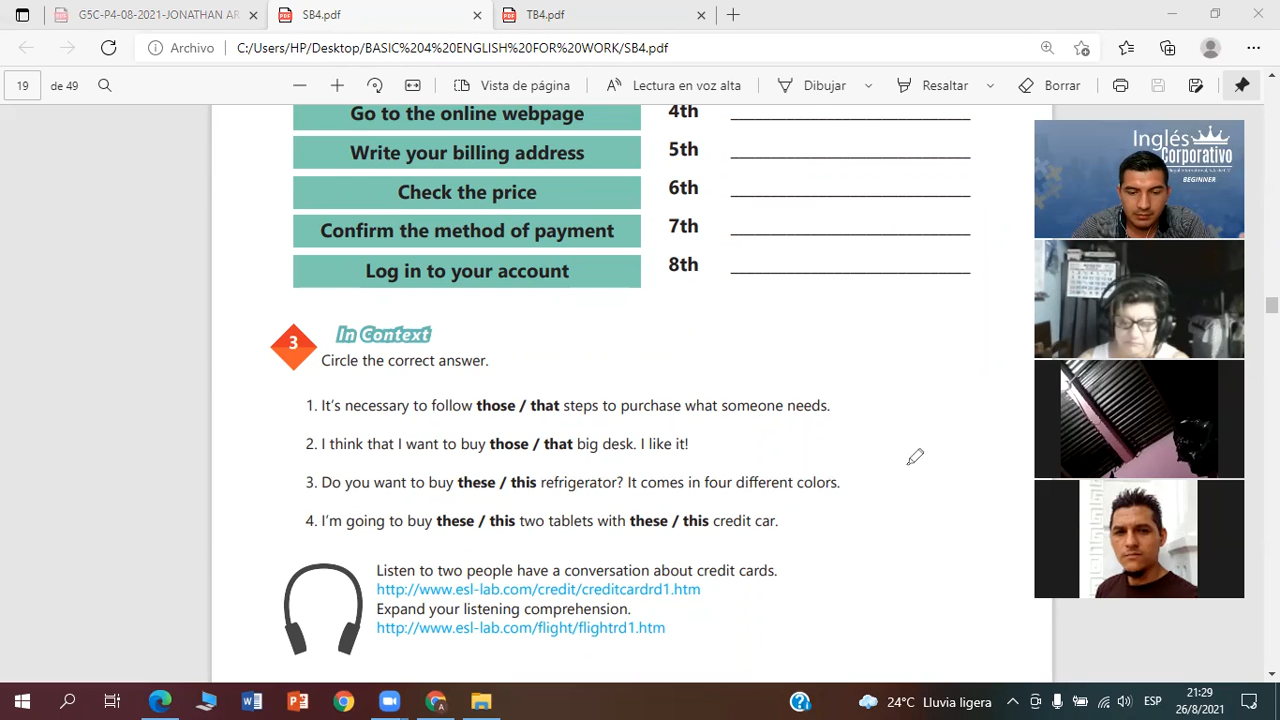 G5C-P4-08-2021-JONATHAN AR
SB4.pdf
TB4.pdf
Archivo
C:/Users/HP/Desktop/BASIC%204%20ENGLISH%20FOR%20WORK/SB4.pdf
19 de 49
Vista de página
Lectura en voz alta
Dibujar
Resaltar
Borrar
Go to the online webpage
4th
Write your billing address
5th
Check the price
6th
Confirm the method of payment
7th
Log in to your account
8th
3
In Context
Circle the correct answer.
1. It's necessary to follow those / that steps to purchase what someone needs.
2. I think that I want to buy those / that big desk. I like it!
3. Do you want to buy these / this refrigerator? It comes in four different colors.
4. I'm going to buy these / this two tablets with these / this credit car.
Listen to two people have a conversation about credit cards.
http://www.esl-lab.com/credit/creditcardrd1.htm
Expand your listening comprehension.
http://www.esl-lab.com/flight/flightrd1.htm
Inglés
Corporativo
BEGINNER
24°C Lluvia ligera
ESP
21:29
26/8/2021